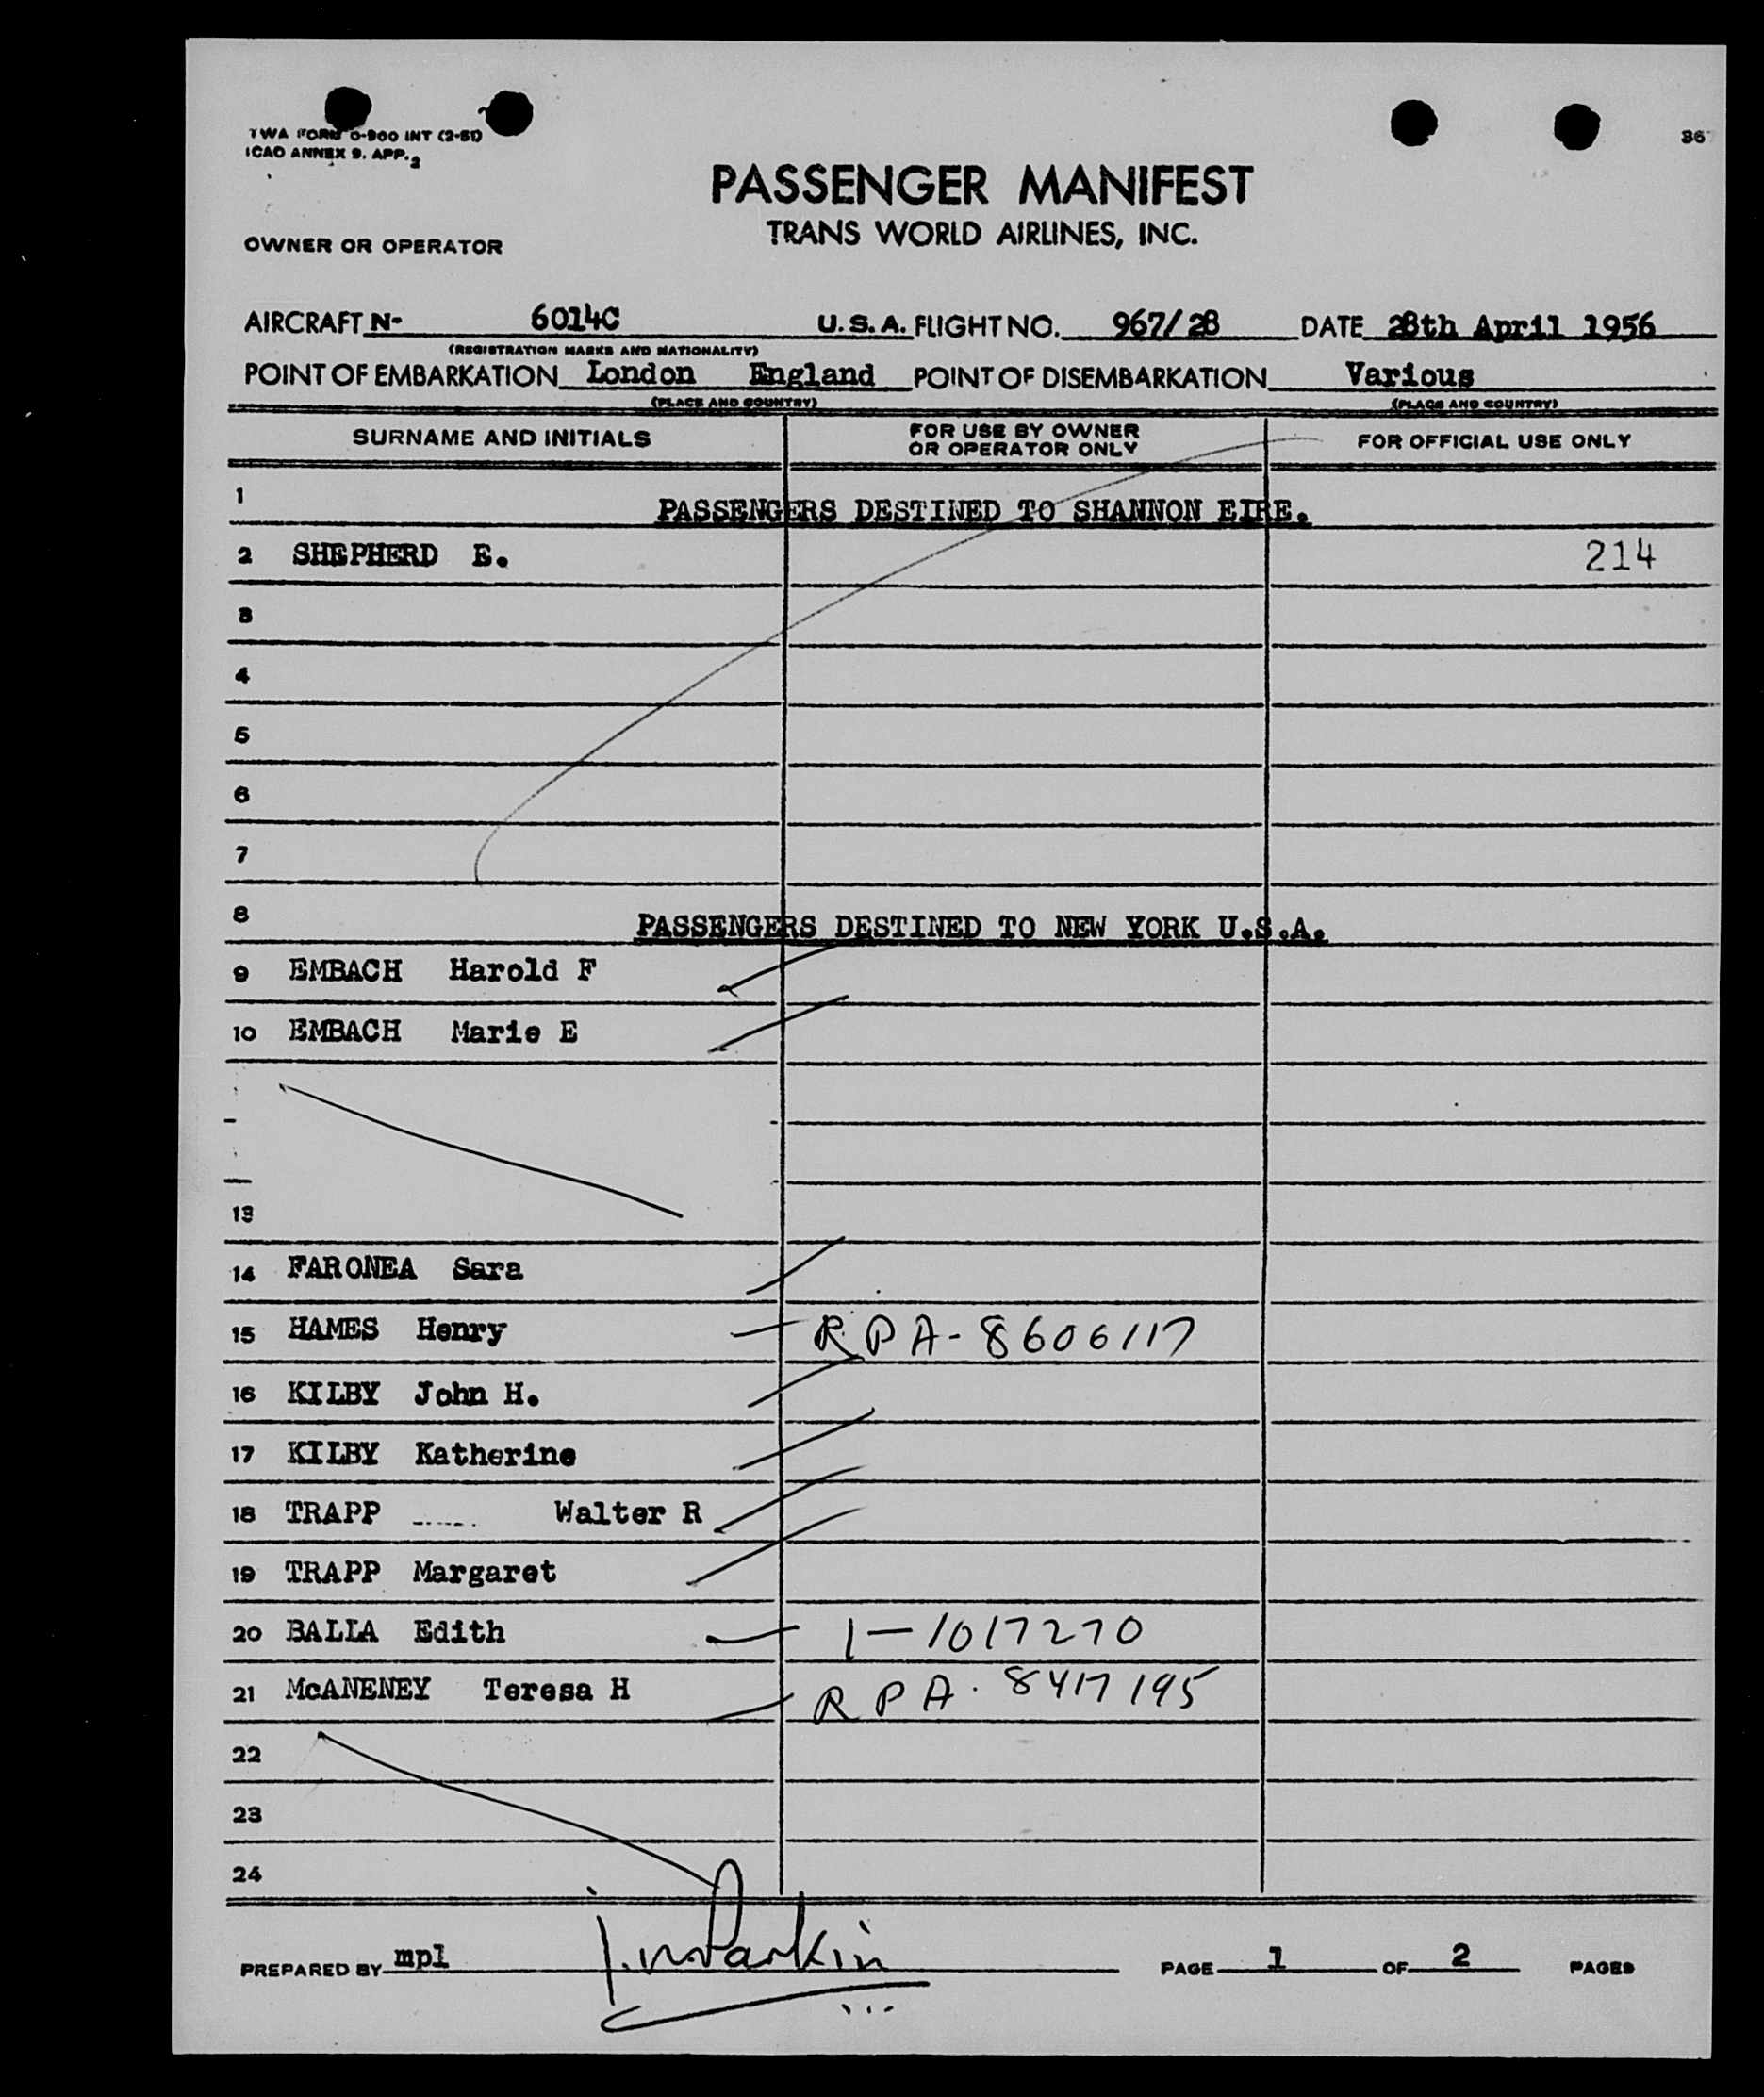 TWA FORM O-900 INT (2-51)
ICAO ANNEX 9. APP. 2
36
PASSENGER MANIFEST
TRANS WORLD AIRLINES, INC.
OWNER OR OPERATOR
AIRCRAFT N- 6014C U.S.A. FLIGHT NO. 967/28 DATE 28th April 1956
(REGISTRATION MARKS AND NATIONALITY)
POINT OF EMBARKATION London England POINT OF DISEMBARKATION Various
(PLACE AND COUNTRY) (PLACE AND COUNTRY)
SURNAME AND INITIALS FOR USE BY OWNER OR OPERATOR ONLY FOR OFFICIAL USE ONLY
1 PASSENGERS DESTINED TO SHANNON EIRE.
2 SHEPHERD E. 214
3
4
5
6
7
8 PASSENGERS DESTINED TO NEW YORK U.S.A.
9 EMBACH Harold F
10 EMBACH Marie E
13
14 FARONEA Sara
15 HAMES Henry RPA-8606117
16 KILBY John H.
17 KILBY Katherine
18 TRAPP Walter R
19 TRAPP Margaret
20 BALLA Edith 1-1017270
21 McANENEY Teresa H RPA. 8417195
22
23
24
PREPARED BY mpl PAGE 1 OF 2 PAGES